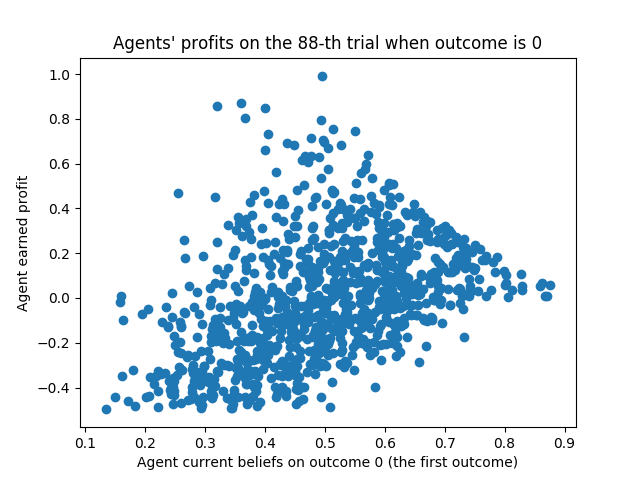 Agents' profits on the 88-th trial when outcome is 0
1.0
0.8
0.6
0.4
0.2
0.0
−0.2
−0.4
Agent earned profit
0.1 0.2 0.3 0.4 0.5 0.6 0.7 0.8 0.9
Agent current beliefs on outcome 0 (the first outcome)